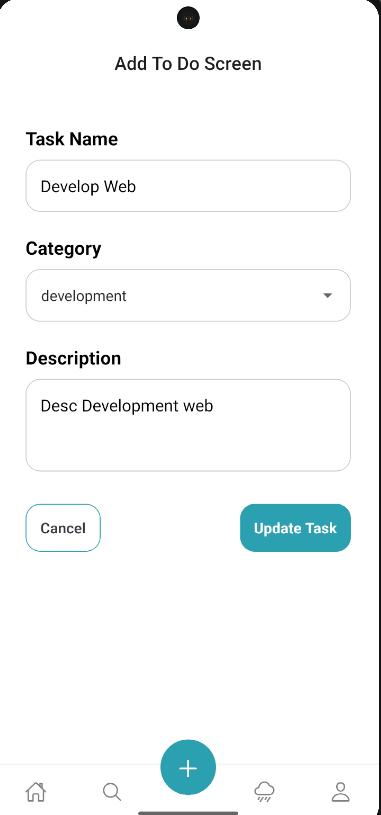 Add To Do Screen
Task Name
Develop Web
Category
development
Description
Desc Development web
Cancel
Update Task